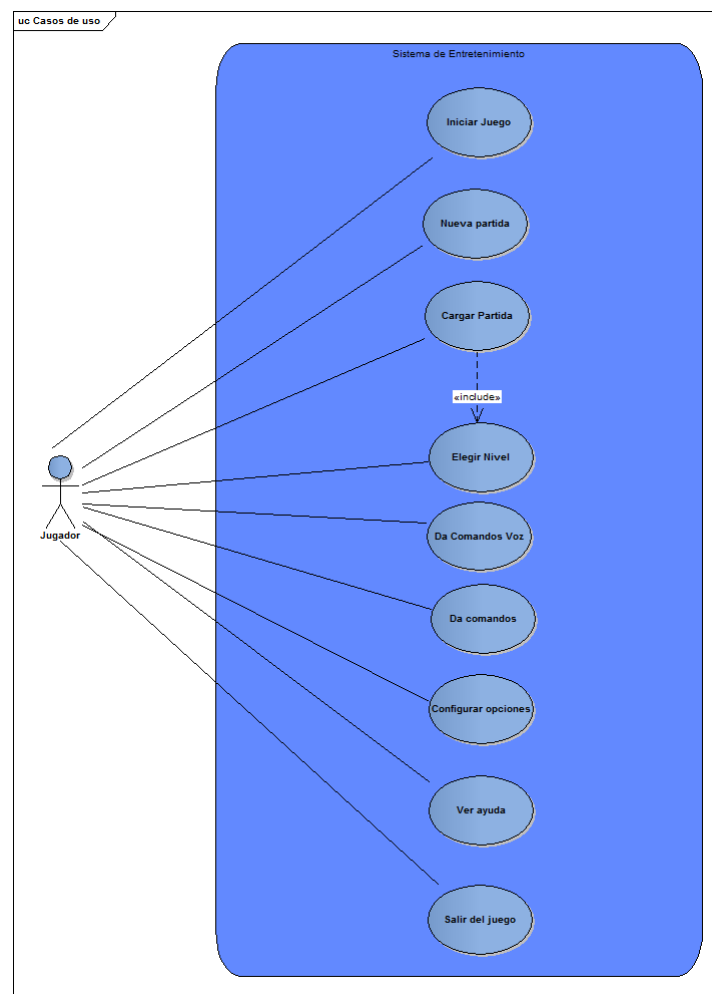 uc Casos de uso
Sistema de Entretenimiento
Iniciar Juego
Nueva partida
Cargar Partida
«include»
Elegir Nivel
Da Comandos Voz
Jugador
Da comandos
Configurar opciones
Ver ayuda
Salir del juego